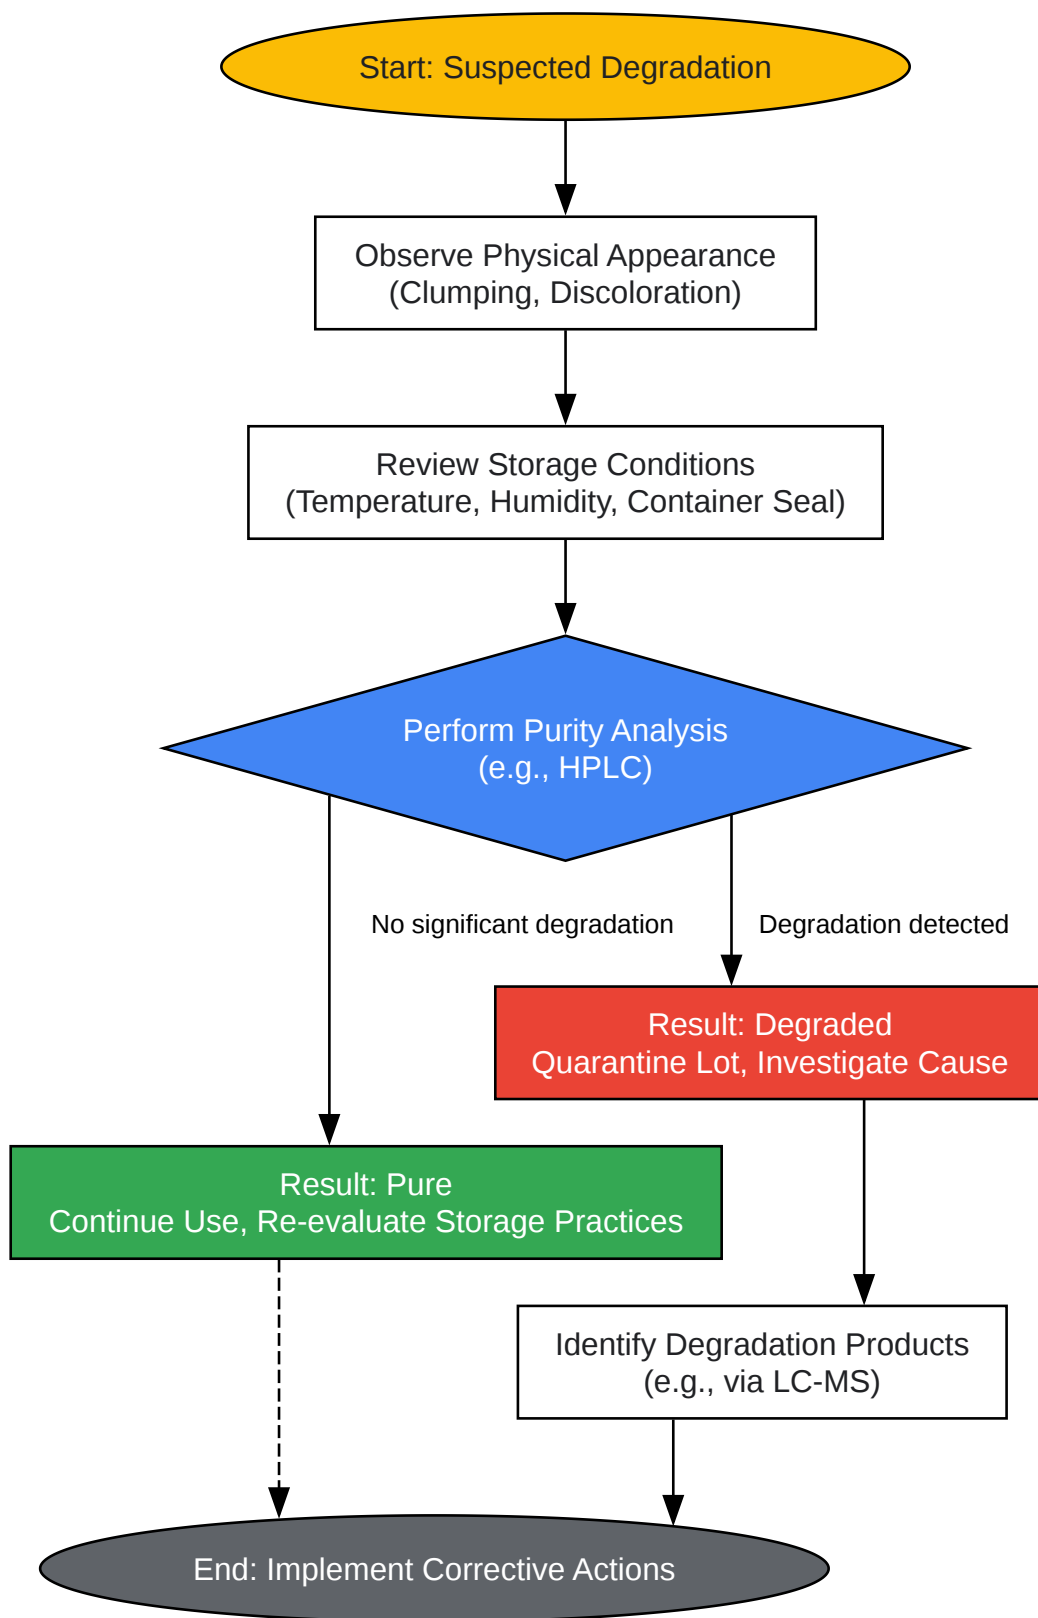 Start: Suspected Degradation
Observe Physical Appearance
(Clumping, Discoloration)
Review Storage Conditions
(Temperature, Humidity, Container Seal)
Perform Purity Analysis
(e.g., HPLC)
No significant degradation
Degradation detected
Result: Degraded
Quarantine Lot, Investigate Cause
Result: Pure
Continue Use, Re-evaluate Storage Practices
Identify Degradation Products
(e.g., via LC-MS)
End: Implement Corrective Actions